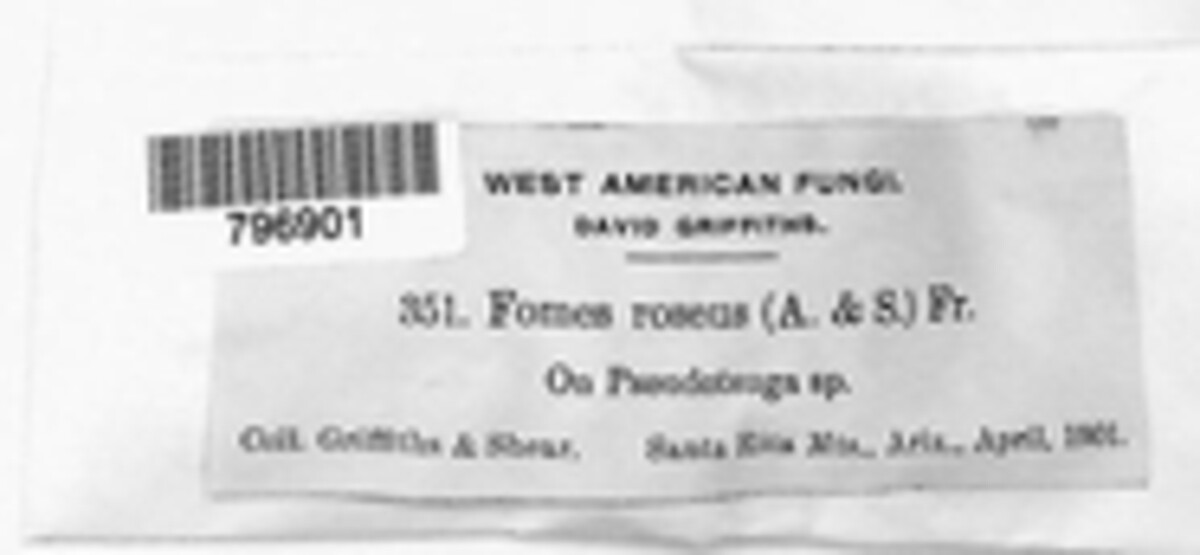 796901
WEST AMERICAN FUNGI.
DAVID GRIFFITHS.
351. Fomes roseus (A. & S.) Fr.
On Pseudotsuga sp.
Coll. Griffiths & Shear. Santa Rita Mts., Ariz., April, 1901.